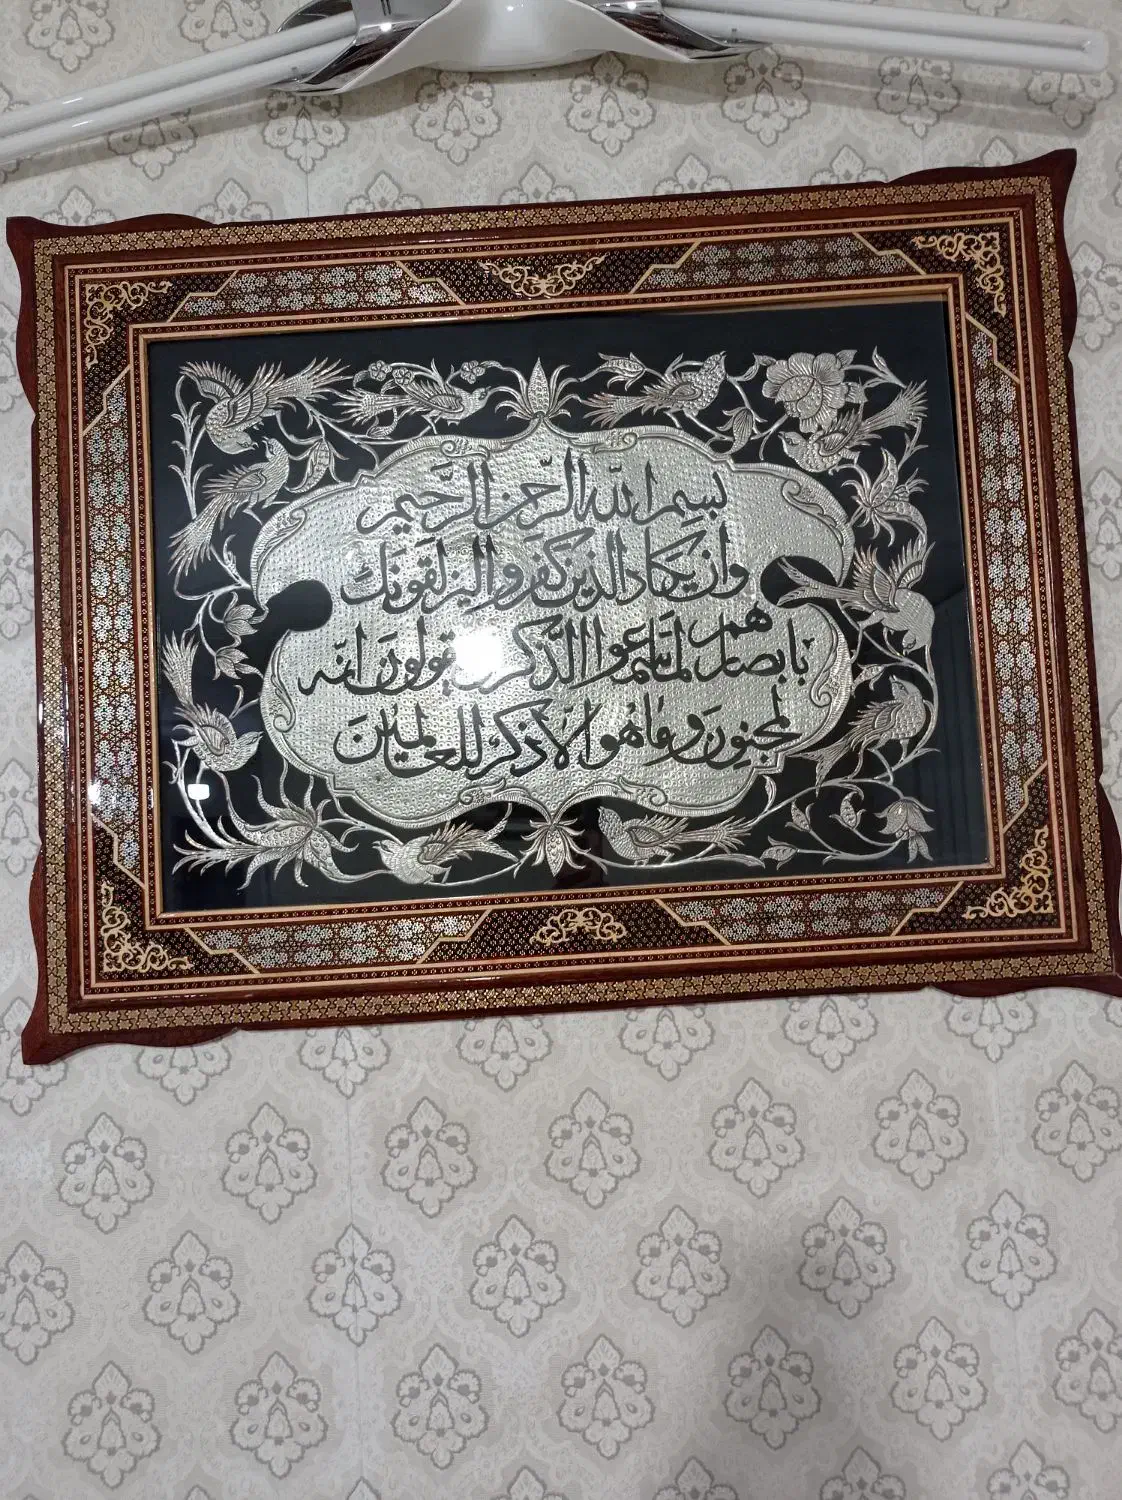 بسم الله الرحمن الرحيم
وان يكاد الذين كفروا ليزلقونك
بابصارهم لما سمعوا الذكر ويقولون انه
لمجنون وما هو الا ذكر للعالمين